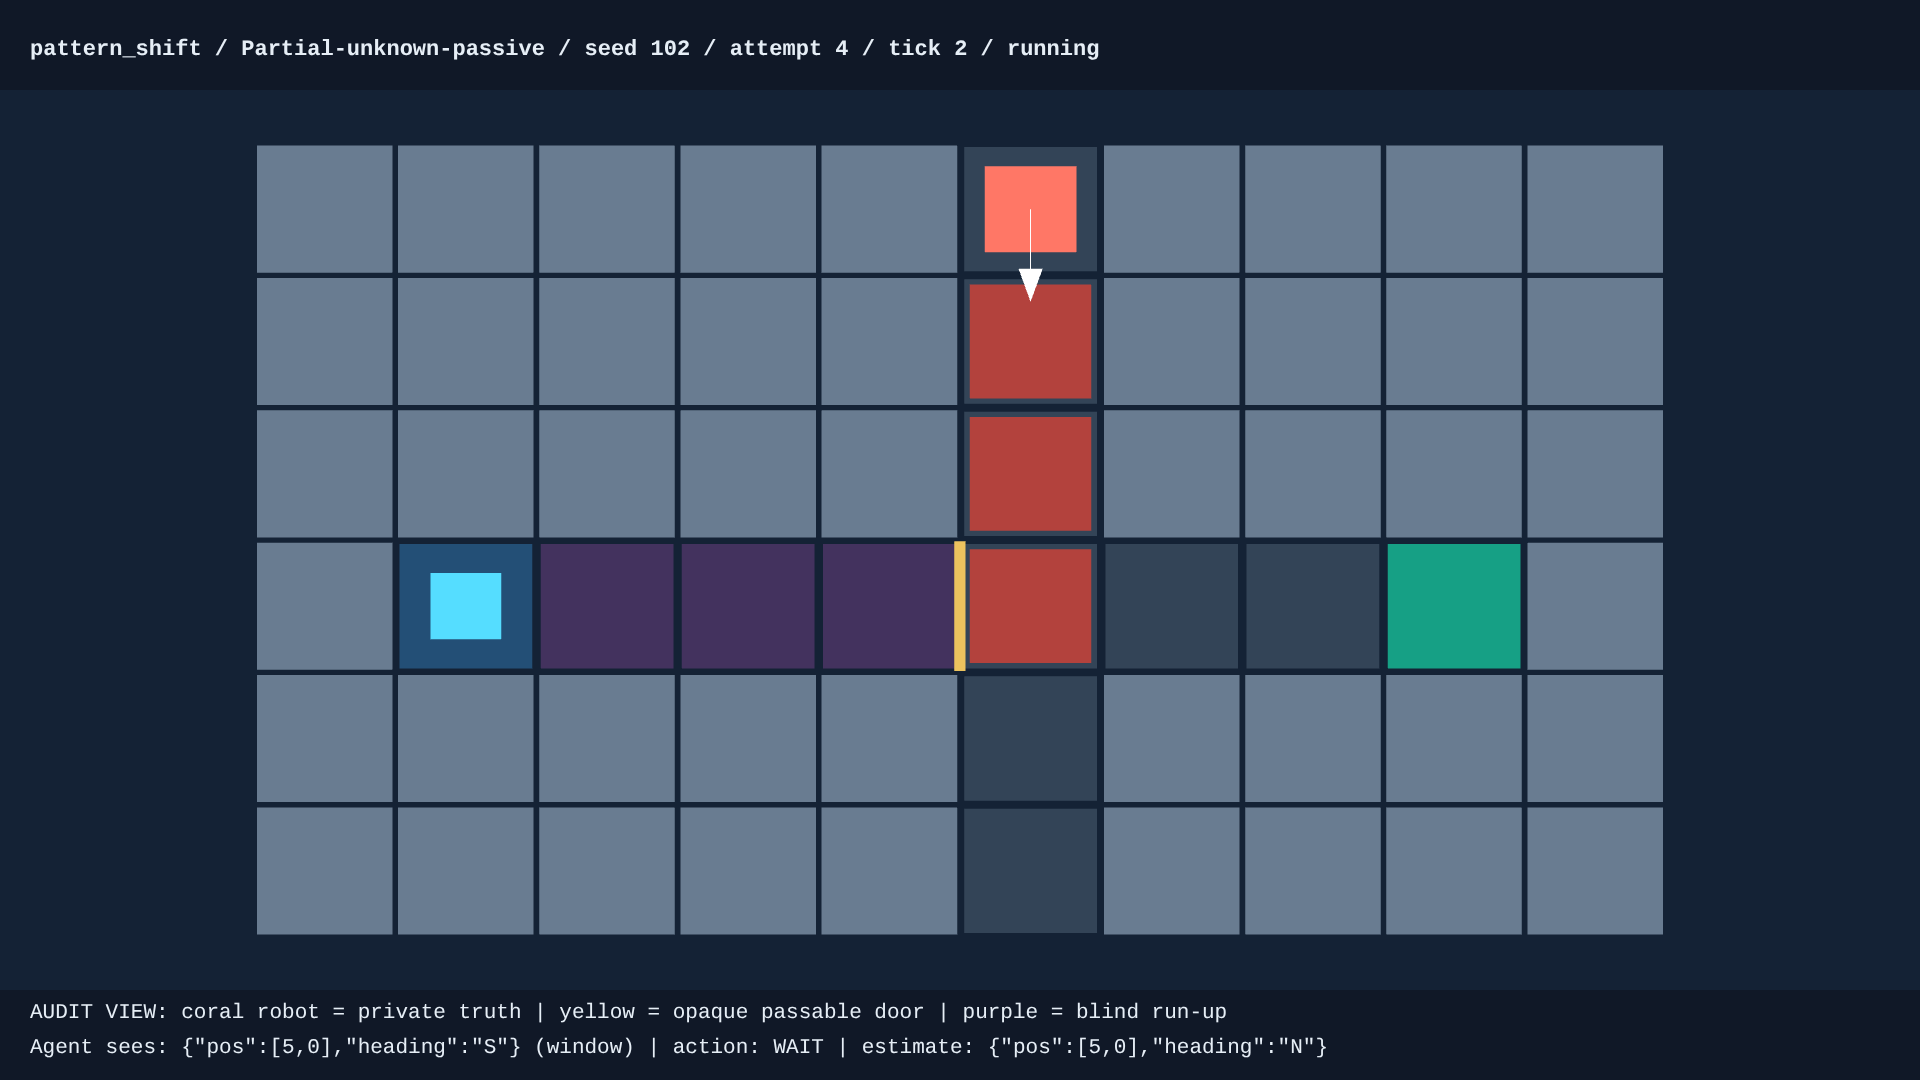 pattern_shift / Partial-unknown-passive / seed 102 / attempt 4 / tick 2 / running
AUDIT VIEW: coral robot = private truth | yellow = opaque passable door | purple = blind run-up
Agent sees: {"pos":[5,0],"heading":"S"} (window) | action: WAIT | estimate: {"pos":[5,0],"heading":"N"}